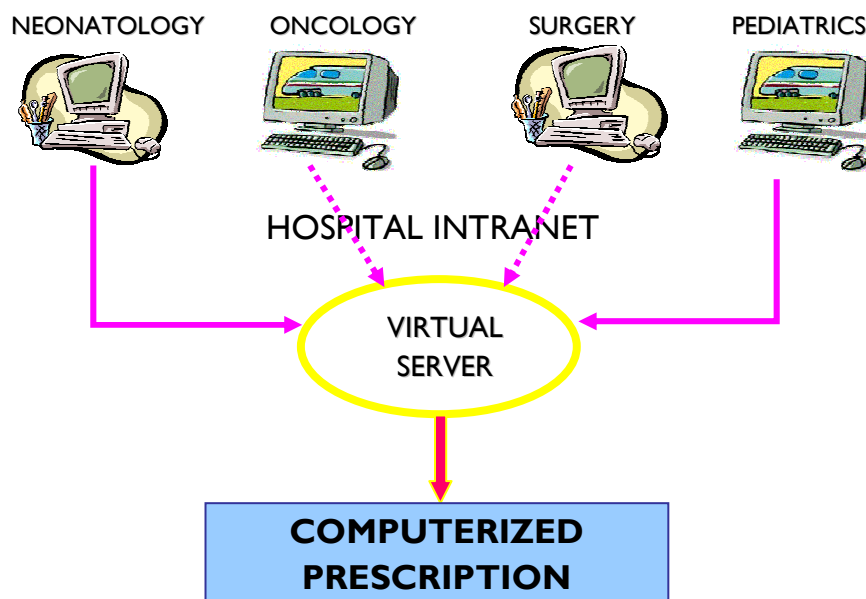 NEONATOLOGY
ONCOLOGY
SURGERY
PEDIATRICS
HOSPITAL INTRANET
VIRTUAL
SERVER
COMPUTERIZED
PRESCRIPTION